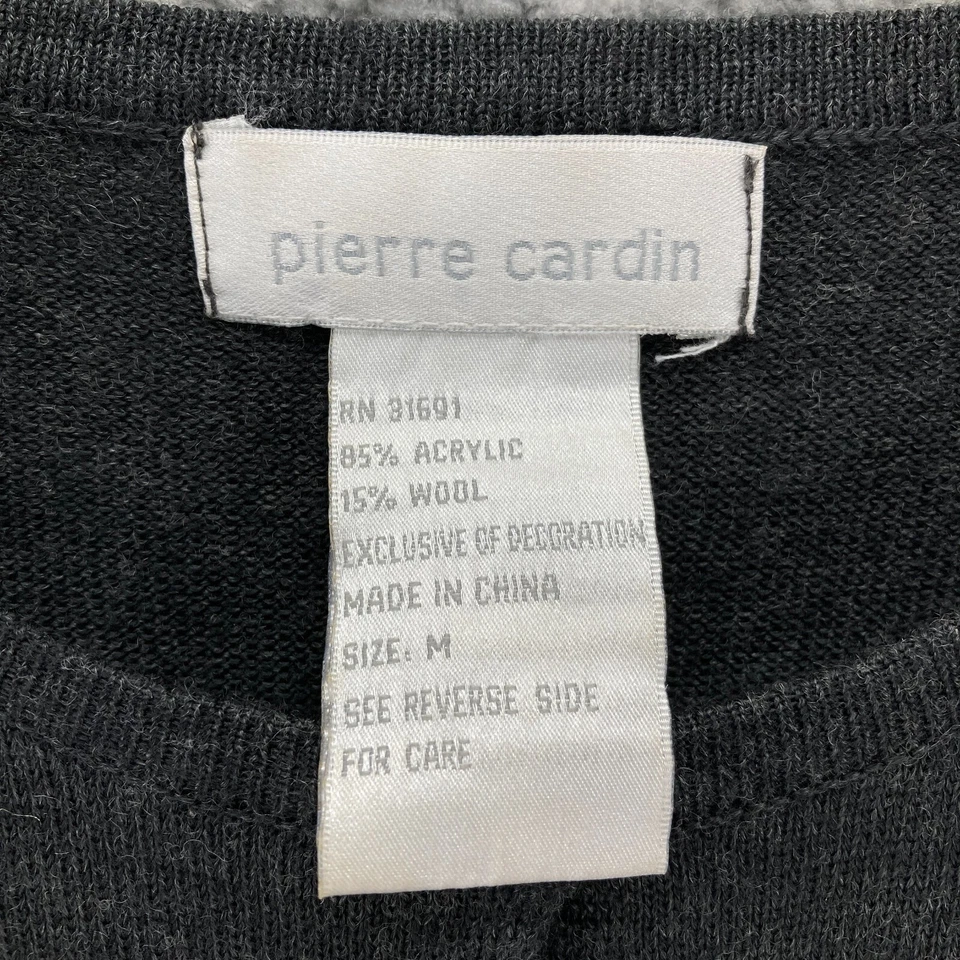 pierre cardin
RN 31691
85% ACRYLIC
15% WOOL
EXCLUSIVE OF DECORATION
MADE IN CHINA
SIZE: M
SEE REVERSE SIDE
FOR CARE